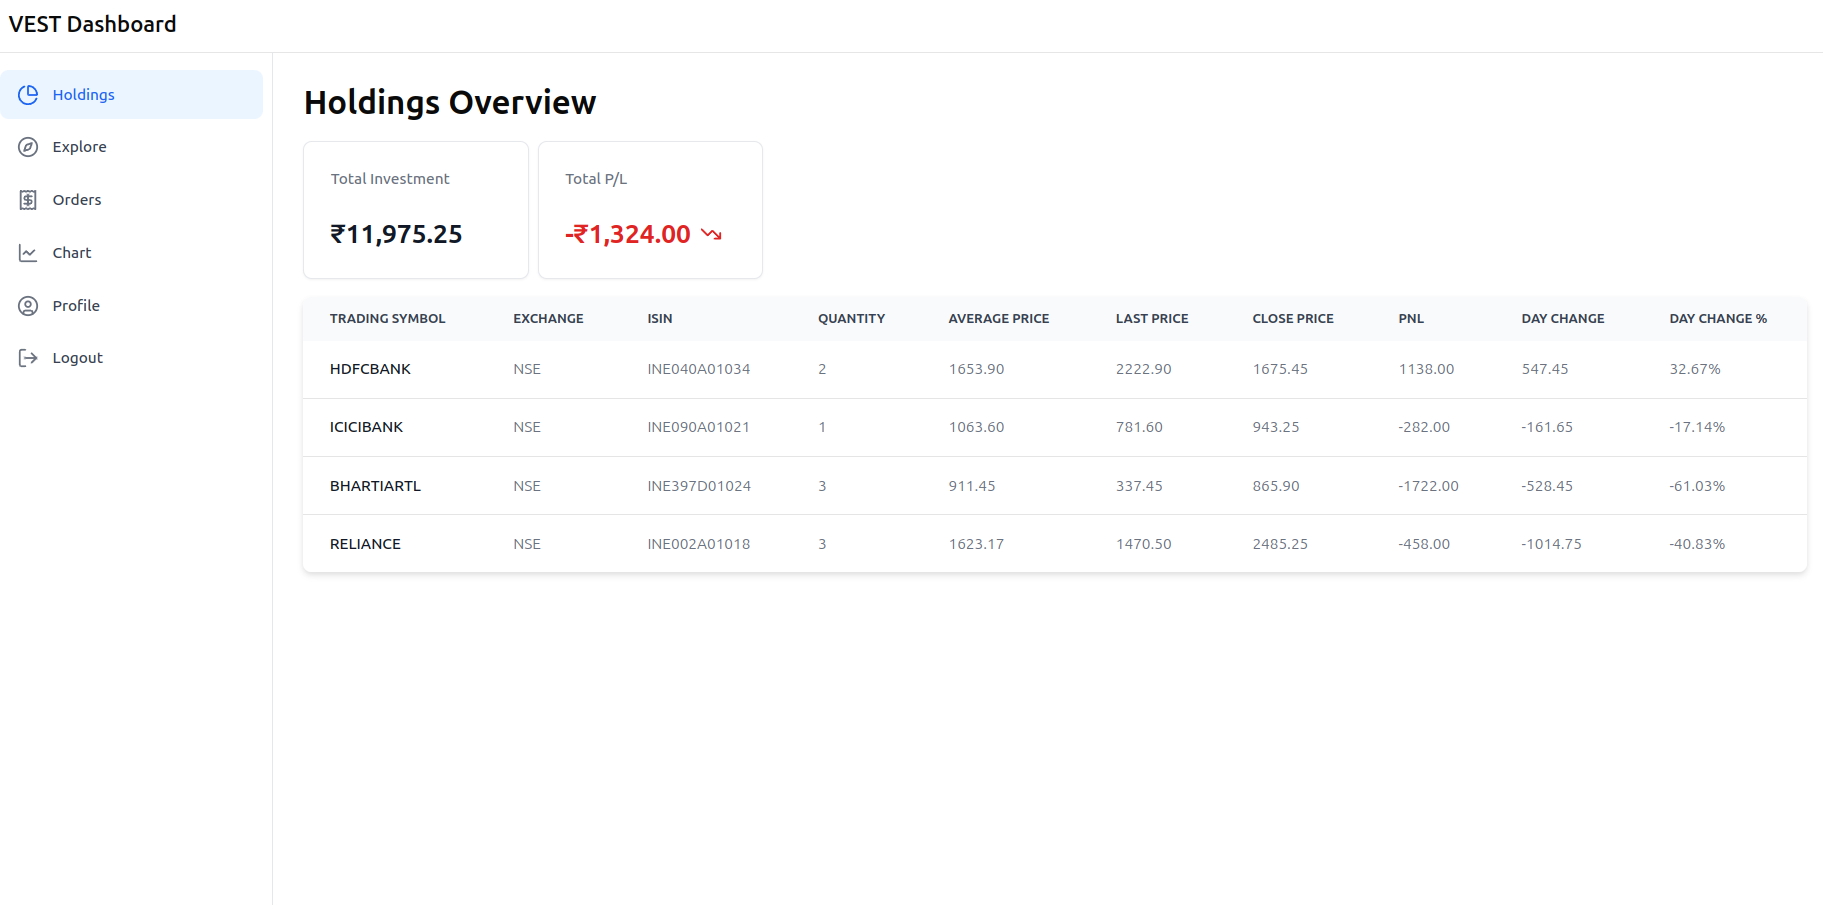 VEST Dashboard
Holdings
Explore
Orders
Chart
Profile
Logout
Holdings Overview
Total Investment
₹11,975.25
Total P/L
-₹1,324.00
TRADING SYMBOL EXCHANGE ISIN QUANTITY AVERAGE PRICE LAST PRICE CLOSE PRICE PNL DAY CHANGE DAY CHANGE %
HDFCBANK NSE INE040A01034 2 1653.90 2222.90 1675.45 1138.00 547.45 32.67%
ICICIBANK NSE INE090A01021 1 1063.60 781.60 943.25 -282.00 -161.65 -17.14%
BHARTIARTL NSE INE397D01024 3 911.45 337.45 865.90 -1722.00 -528.45 -61.03%
RELIANCE NSE INE002A01018 3 1623.17 1470.50 2485.25 -458.00 -1014.75 -40.83%